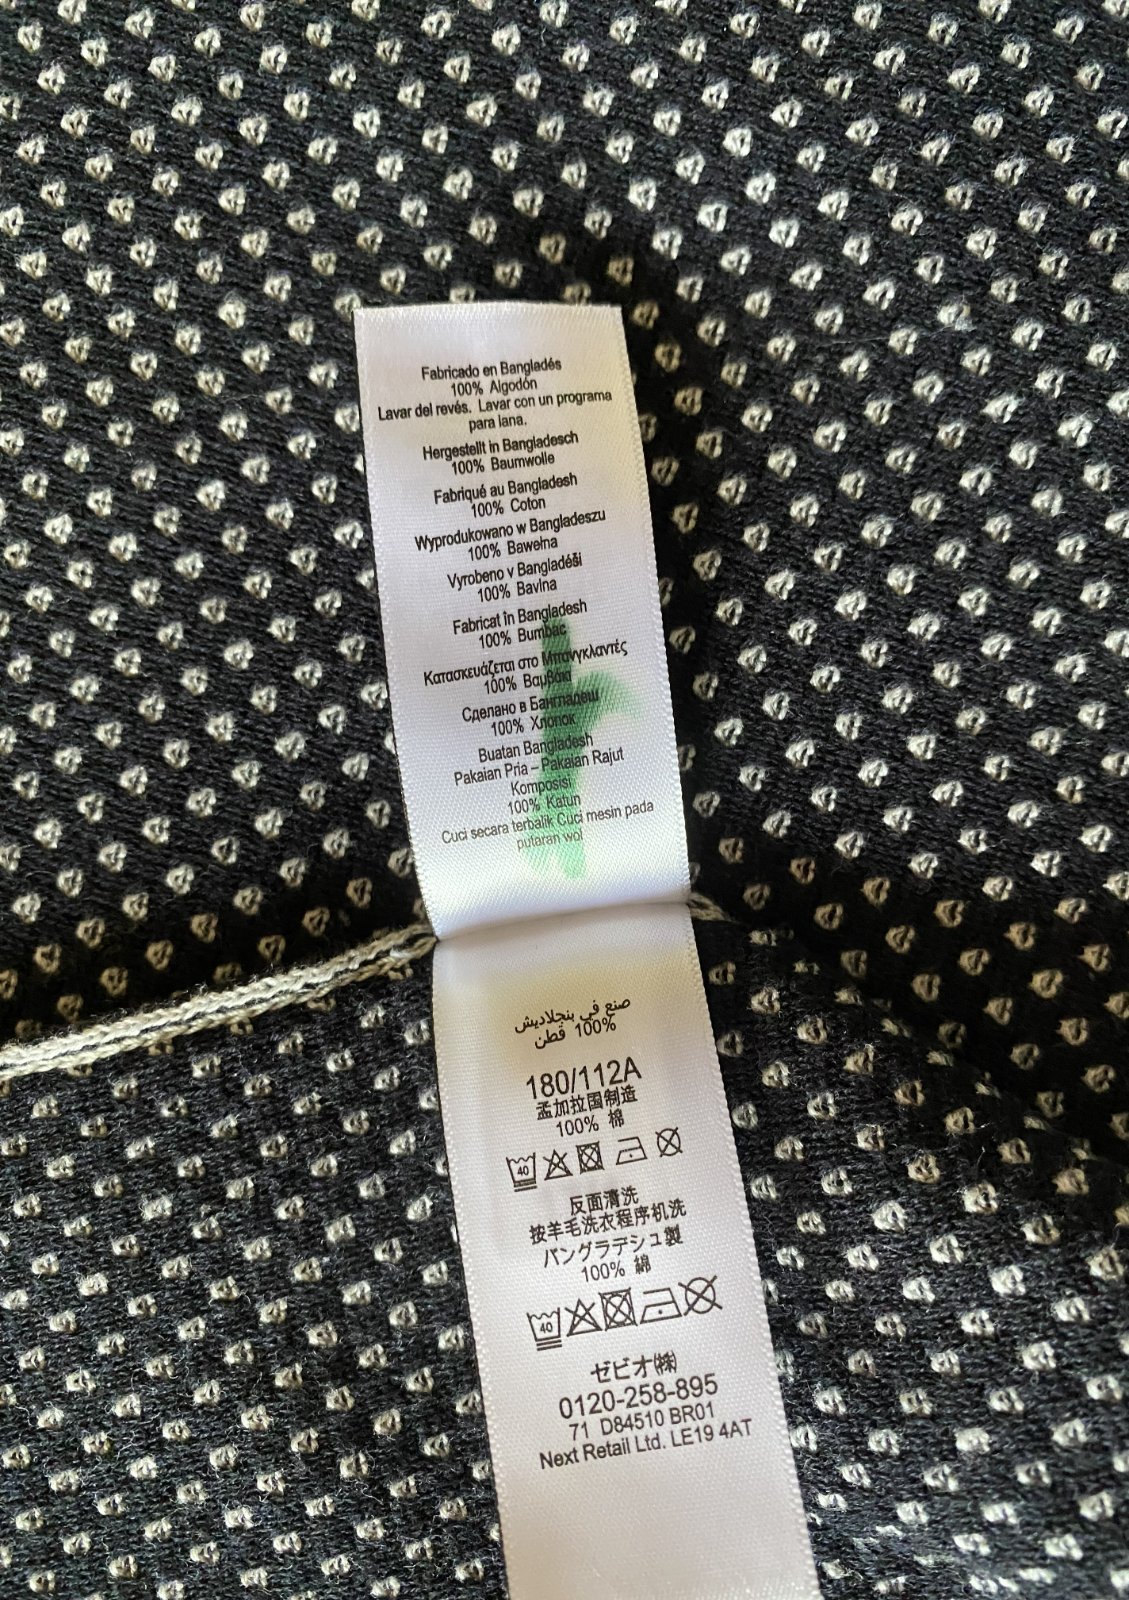 Fabricado en Bangladés
100% Algodón
Lavar del revés. Lavar con un programa
para lana.
Hergestellt in Bangladesch
100% Baumwolle
Fabriqué au Bangladesh
100% Coton
Wyprodukowano w Bangladeszu
100% Bawełna
Vyrobeno v Bangladéši
100% Bavlna
Fabricat în Bangladesh
100% Bumbac
Κατασκευάζεται στο Μπανγκλαντές
100% Βαμβάκι
Сделано в Бангладеш
100% Хлопок
Buatan Bangladesh
Pakaian Pria – Pakaian Rajut
Komposisi
100% Katun
Cuci secara terbalik Cuci mesin pada
putaran wol
صنع في بنجلاديش
100% قطن
180/112A
孟加拉国制造
100% 棉
40
反面清洗
按羊毛洗衣程序机洗
バングラデシュ製
100% 綿
40
ゼビオ㈱
0120-258-895
71 D84510 BR01
Next Retail Ltd. LE19 4AT